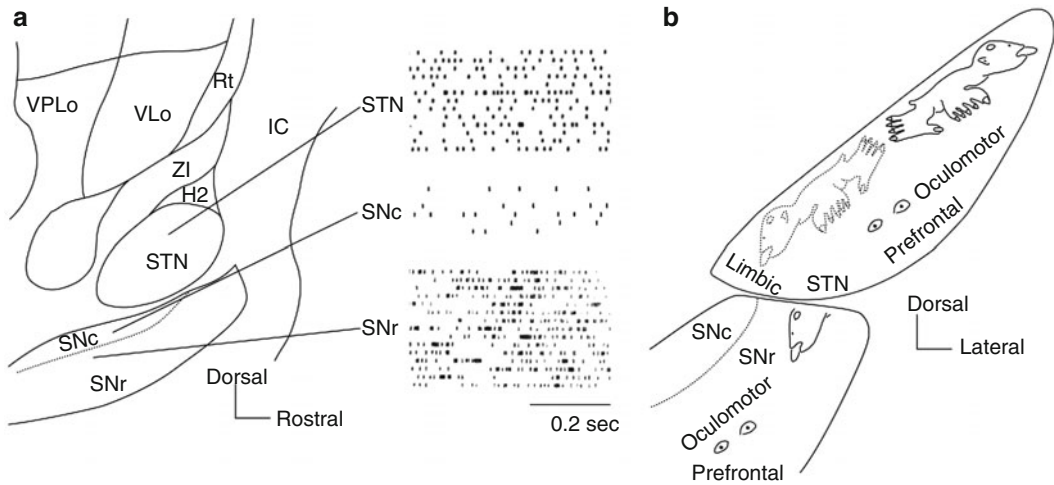 a
VPLo
VLo
Rt
ZI
H2
STN
IC
SNc
SNr
Dorsal
Rostral
STN
SNc
SNr
0.2 sec
b
Oculomotor
Prefrontal
Limbic
STN
SNc
SNr
Oculomotor
Prefrontal
Dorsal
Lateral